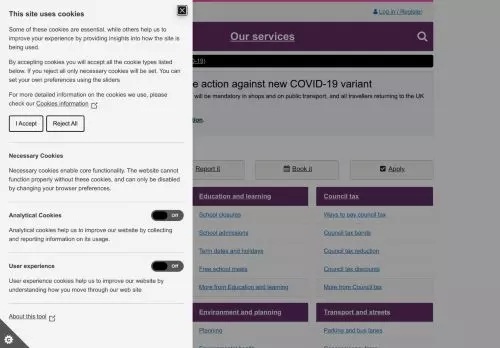 This site uses cookies
Log in / Register
Some of these cookies are essential, while others help us to
improve your experience by providing insights into how the site is
being used.
By accepting cookies you will accept all the cookie types listed
below. If you reject all only necessary cookies will be set. You can
set your own preferences using the sliders
For more detailed information on the cookies we use, please
check our Cookies information
I Accept
Reject All
Necessary Cookies
Necessary cookies enable core functionality. The website cannot
function properly without these cookies, and can only be disabled
by changing your browser preferences.
Analytical Cookies
Off
Analytical cookies help us to improve our website by collecting
and reporting information on its usage.
User experience
Off
User experience cookies help us to improve our website by
understanding how you move through our web site
About this tool
Our services
-19)
e action against new COVID-19 variant
will be mandatory in shops and on public transport, and all travellers returning to the UK
Report it
Book it
Apply
Education and learning
School closures
School admissions
Term dates and holidays
Free school meals
More from Education and learning
Council tax
Ways to pay council tax
Council tax bands
Council tax reduction
Council tax discounts
More from Council tax
Environment and planning
Planning
Transport and streets
Parking and bus lanes